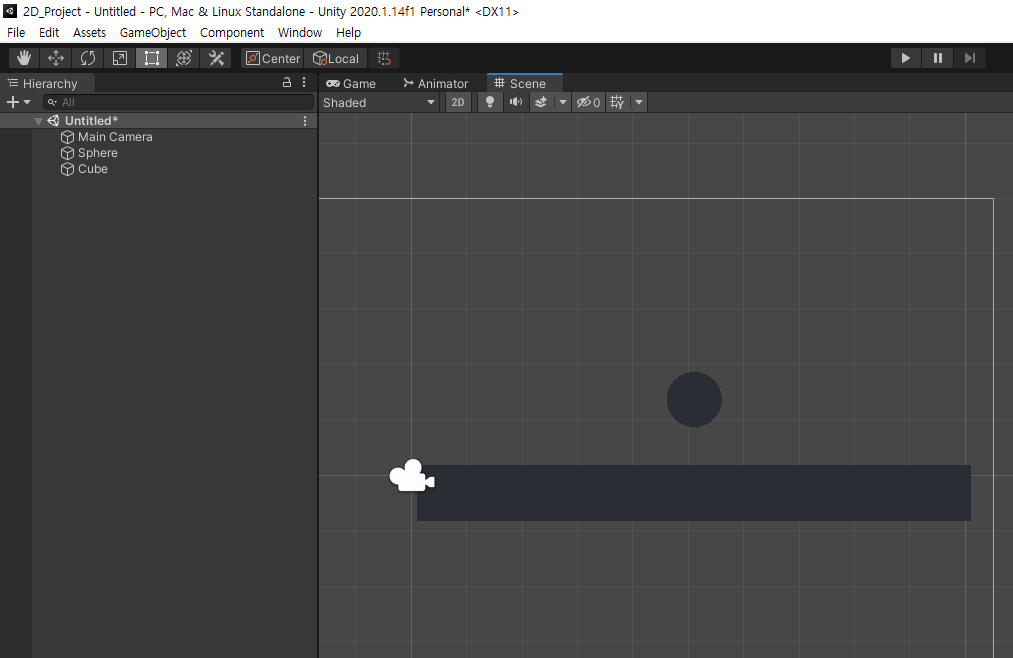 2D_Project - Untitled - PC, Mac & Linux Standalone - Unity 2020.1.14f1 Personal* <DX11>
File Edit Assets GameObject Component Window Help
Center Local
Hierarchy
All
Untitled*
Main Camera
Sphere
Cube
Game Animator Scene
Shaded 2D 0